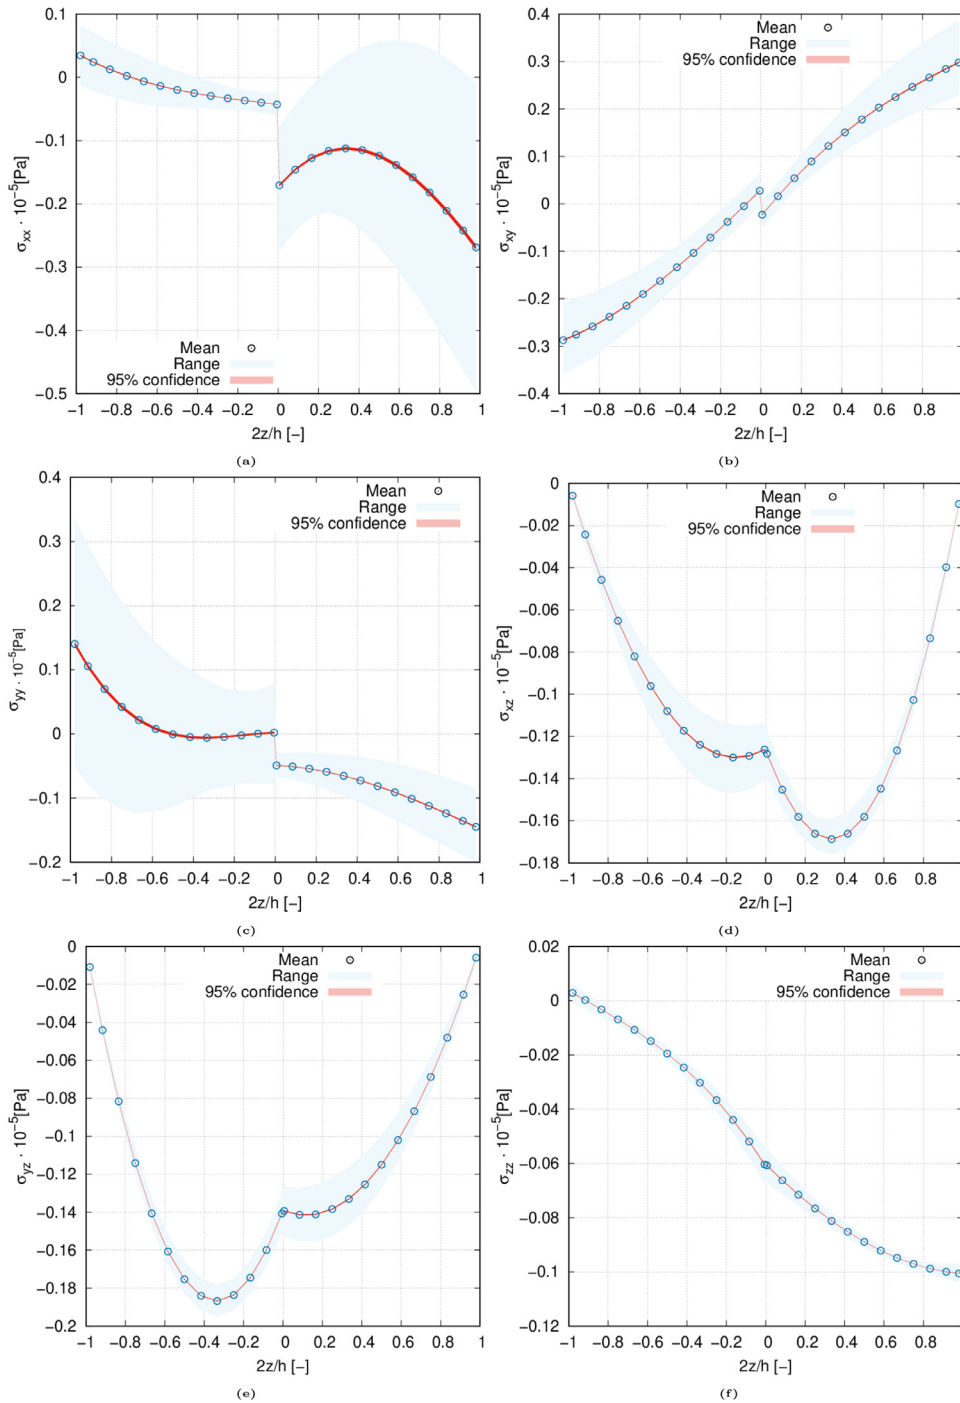 0.1
0
−0.1
−0.2
−0.3
−0.4
−0.5
σxx · 10−5[Pa]
Mean
Range
95% confidence
−1 −0.8 −0.6 −0.4 −0.2 0 0.2 0.4 0.6 0.8 1
2z/h [−]
(a)
0.4
0.3
0.2
0.1
0
−0.1
−0.2
−0.3
−0.4
σxy · 10−5[Pa]
Mean
Range
95% confidence
−1 −0.8 −0.6 −0.4 −0.2 0 0.2 0.4 0.6 0.8 1
2z/h [−]
(b)
0.4
0.3
0.2
0.1
0
−0.1
−0.2
σyy · 10−5[Pa]
Mean
Range
95% confidence
−1 −0.8 −0.6 −0.4 −0.2 0 0.2 0.4 0.6 0.8 1
2z/h [−]
(c)
0
−0.02
−0.04
−0.06
−0.08
−0.1
−0.12
−0.14
−0.16
−0.18
σxz · 10−5[Pa]
Mean
Range
95% confidence
−1 −0.8 −0.6 −0.4 −0.2 0 0.2 0.4 0.6 0.8 1
2z/h [−]
(d)
0
−0.02
−0.04
−0.06
−0.08
−0.1
−0.12
−0.14
−0.16
−0.18
−0.2
σyz · 10−5[Pa]
Mean
Range
95% confidence
−1 −0.8 −0.6 −0.4 −0.2 0 0.2 0.4 0.6 0.8 1
2z/h [−]
(e)
0.02
0
−0.02
−0.04
−0.06
−0.08
−0.1
−0.12
σzz · 10−5[Pa]
Mean
Range
95% confidence
−1 −0.8 −0.6 −0.4 −0.2 0 0.2 0.4 0.6 0.8 1
2z/h [−]
(f)